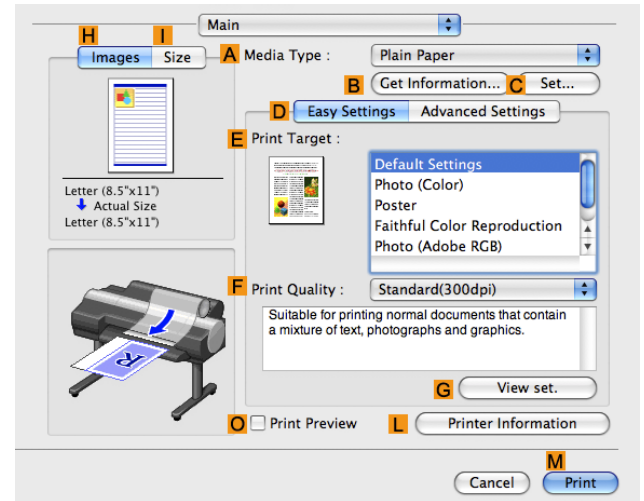 Main
H I
Images Size
A Media Type : Plain Paper
B Get Information... C Set...
D Easy Settings Advanced Settings
E Print Target :
Default Settings
Photo (Color)
Poster
Faithful Color Reproduction
Photo (Adobe RGB)
Letter (8.5"x11")
Actual Size
Letter (8.5"x11")
F Print Quality : Standard(300dpi)
Suitable for printing normal documents that contain
a mixture of text, photographs and graphics.
R
G View set.
O Print Preview L Printer Information
M
Cancel Print